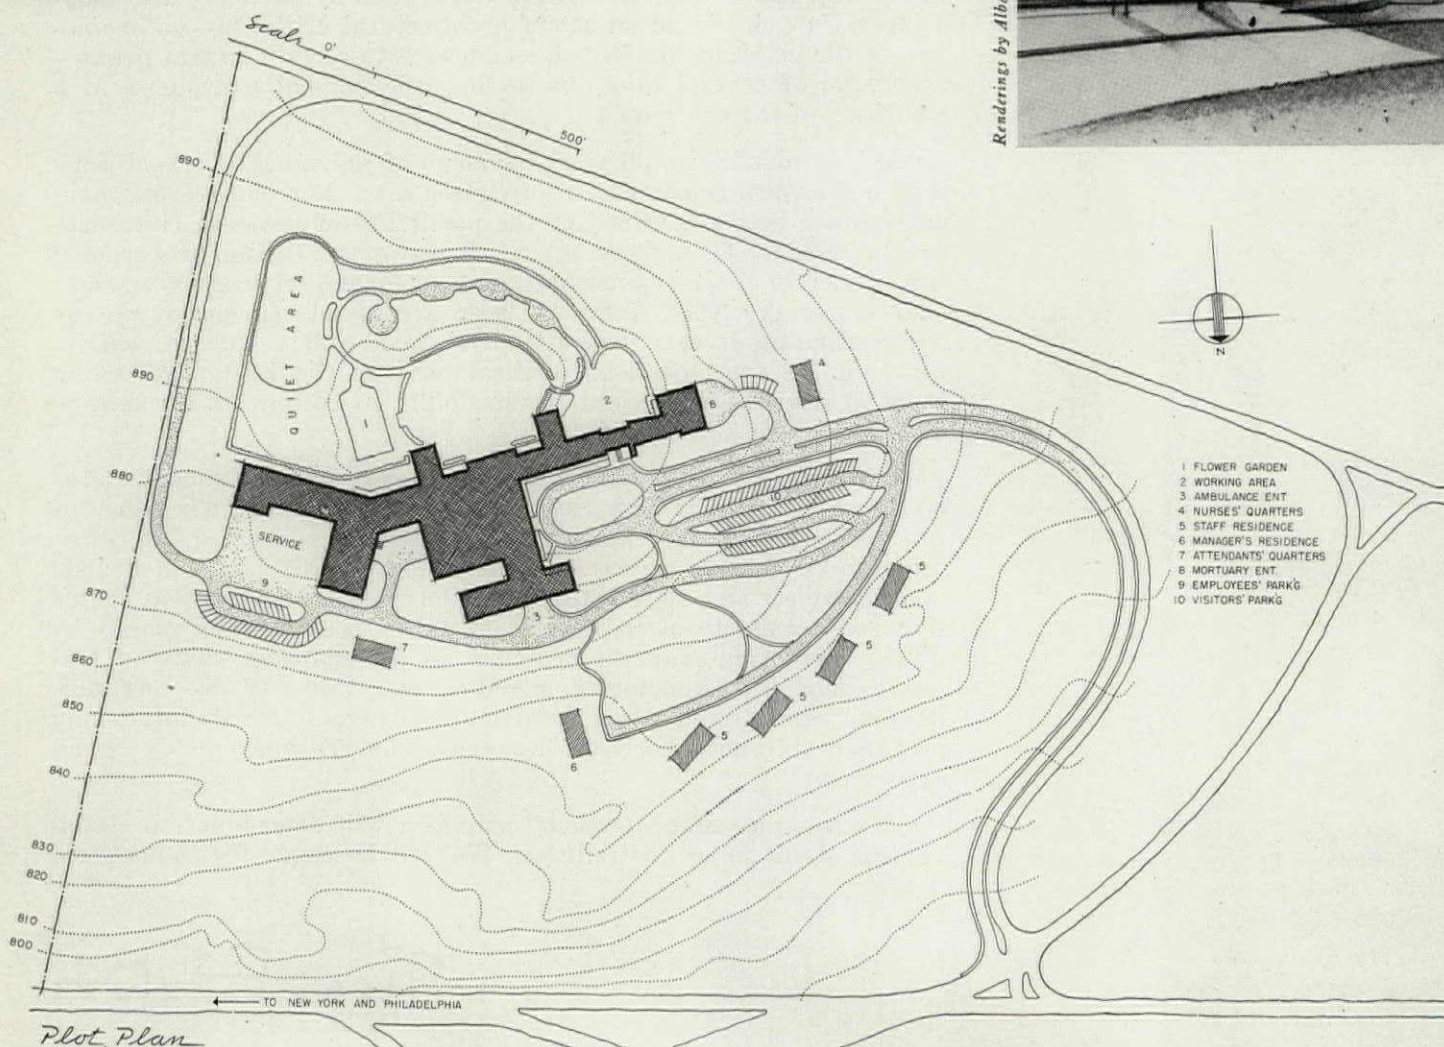 Scale 0'
500'
Renderings by Alba
890
QUIET AREA
N
4
890
1
2
8
880
10
1 FLOWER GARDEN
2 WORKING AREA
3 AMBULANCE ENT
4 NURSES' QUARTERS
5 STAFF RESIDENCE
6 MANAGER'S RESIDENCE
7 ATTENDANTS' QUARTERS
8 MORTUARY ENT.
9 EMPLOYEES' PARK'G
10 VISITORS' PARK'G
SERVICE
9
870
5
3
7
5
860
5
850
5
6
840
830
820
810
800
TO NEW YORK AND PHILADELPHIA
Plot Plan